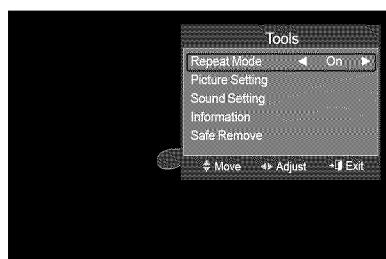 Tools
Repeat Mode ◀ On ▶
Picture Setting
Sound Setting
Information
Safe Remove
Move Adjust Exit